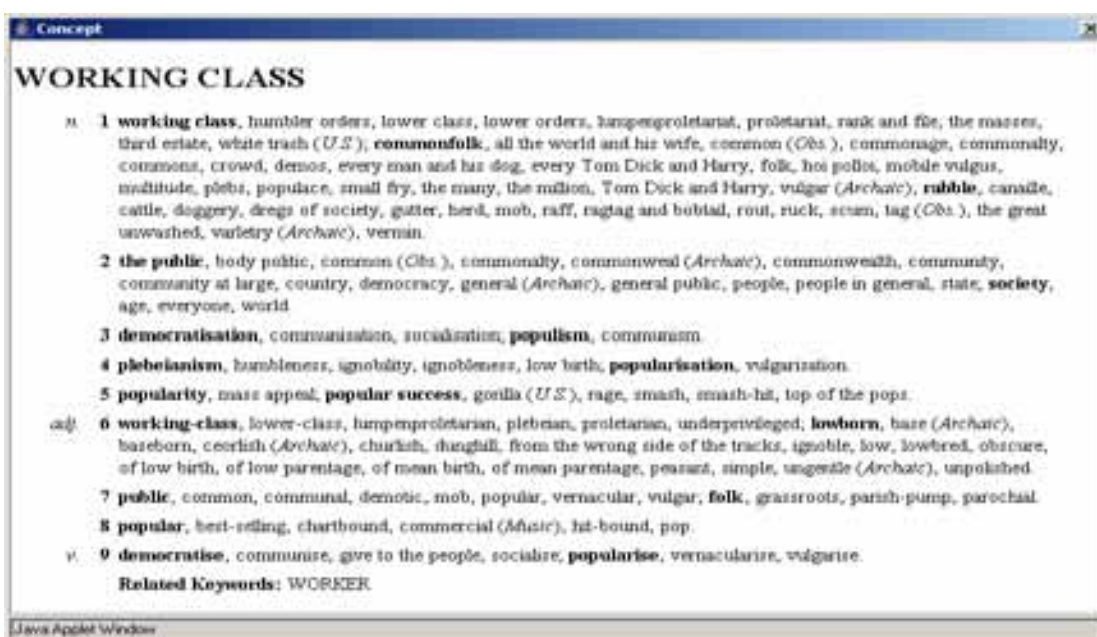 Concept
WORKING CLASS
n. 1 working class, humbler orders, lower class, lower orders, lumpenproletariat, proletariat, rank and file, the masses,
third estate, white trash (U S ); commonfolk, all the world and his wife, common (Obs.), commonage, commonalty,
commons, crowd, demos, every man and his dog, every Tom Dick and Harry, folk, hoi polloi, mobile vulgus,
multitude, plebs, populace, small fry, the many, the million, Tom Dick and Harry, vulgar (Archaic), rabble, canaille,
cattle, doggery, dregs of society, gutter, herd, mob, raff, ragtag and bobtail, rout, ruck, scum, tag (Obs.), the great
unwashed, varletry (Archaic), vermin.
2 the public, body politic, common (Obs.), commonalty, commonweal (Archaic), commonwealth, community,
community at large, country, democracy, general (Archaic), general public, people, people in general, state; society,
age, everyone, world
3 democratisation, communisation, socialisation; populism, communism.
4 plebeianism, humbleness, ignobility, ignobleness, low birth; popularisation, vulgarisation.
5 popularity, mass appeal; popular success, gorilla (U S ), rage, smash, smash-hit, top of the pops.
adj. 6 working-class, lower-class, lumpenproletarian, plebeian, proletarian, underprivileged; lowborn, base (Archaic),
baseborn, ceorlish (Archaic), churlish, dunghill, from the wrong side of the tracks, ignoble, low, lowbred, obscure,
of low birth, of low parentage, of mean birth, of mean parentage, peasant, simple, ungentle (Archaic), unpolished
7 public, common, communal, demotic, mob, popular, vernacular, vulgar; folk, grassroots, parish-pump, parochial.
8 popular, best-selling, chartbound, commercial (Music), hit-bound, pop.
v. 9 democratise, communise, give to the people, socialise; popularise, vernacularise, vulgarise.
Related Keywords: WORKER
Java Applet Window